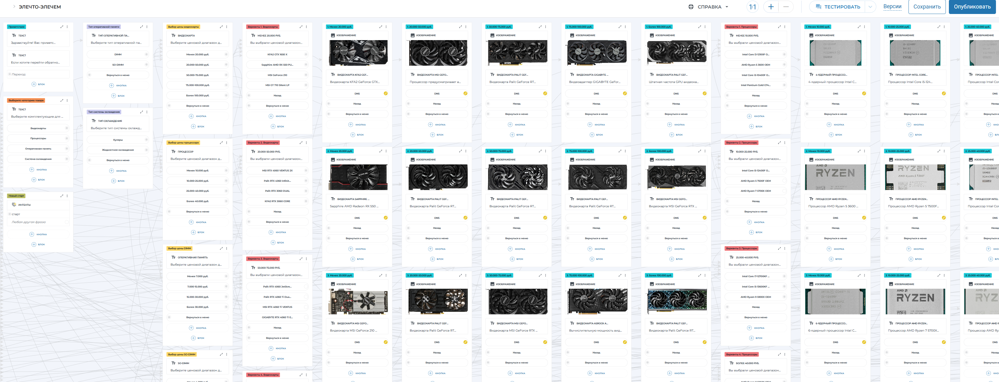 ЭЛЕЧТО-ЭЛЕЧЕМ
СПРАВКА
1:1
ТЕСТИРОВАТЬ
Версии
Сохранить
Опубликовать
Приветствие
ТЕКСТ
Здравствуйте! Вас приветс...
ТЕКСТ
Если хотите перейти обратно...
Переход
БЛОК
Выберите категорию товара
ТЕКСТ
Выберите комплектующие для ...
Видеокарты
Процессоры
Оперативная память
Система охлаждения
КНОПКА
БЛОК
Новый старт
ИНТЕНТЫ
старт
Любая другая фраза
КНОПКА
БЛОК
Тип оперативной памяти
ТИП ОПЕРАТИВНОЙ ПА...
Выберите тип оперативной па...
DIMM
SO-DIMM
Вернуться в меню
КНОПКА
БЛОК
Тип системы охлаждения
ТИП ОХЛАЖДЕНИЯ
Выберите тип системы охлажд...
Кулеры
Жидкостное охлаждение
Вернуться в меню
КНОПКА
БЛОК
Выбор цены видеокарты
ВИДЕОКАРТА
Выберите ценовой диапазон д...
Менее 20.000 руб.
20.000-50.000 руб.
50.000-75.000 руб.
75.000-100.000 руб.
Более 100.000 руб.
Вернуться в меню
КНОПКА
БЛОК
Выбор цены процессора
ПРОЦЕССОР
Выберите ценовой диапазон д...
Менее 10.000 руб.
10.000-25.000 руб.
25.000-40.000 руб.
Более 40.000 руб.
Вернуться в меню
КНОПКА
БЛОК
Выбор цены DIMM
ОПЕРАТИВНАЯ ПАМЯТЬ
Выберите ценовой диапазон д...
Менее 7.000 руб.
7.000-15.000 руб.
15.000-30.000 руб.
Более 30.000 руб.
Вернуться в меню
КНОПКА
БЛОК
Выбор цены SO-DIMM
SO-DIMM
Выберите ценовой диапазон д...
Варианты 1. Видеокарты
МЕНЕЕ 20.000 РУБ.
Вы выбрали ценовой диапазон...
KFA2 GTX 1650 X
Sapphire AMD RX 550 PU...
MSI GeForce 210
MSI GT 710 Silent LP
Назад
Вернуться в меню
КНОПКА
БЛОК
Варианты 2. Видеокарты
20.000-50.000 РУБ.
Вы выбрали ценовой диапазон...
MSI RTX 4060 VENTUS 2X
Palit RTX 4060 Infinit...
Palit RTX 3060 DUAL
KFA2 RTX 3060 CORE
Назад
Вернуться в меню
КНОПКА
БЛОК
Варианты 3. Видеокарты
50.000-75.000 РУБ.
Вы выбрали ценовой диапазон...
Palit RTX 4060 JetStre...
Palit RTX 4060 Ti Dua...
MSI RTX 4060 Ti VENTUS
GIGABYTE RTX 4060 Ti E...
Назад
Вернуться в меню
КНОПКА
БЛОК
Варианты 4. Видеокарты
1. Менее 20.000 руб.
ИЗОБРАЖЕНИЕ
ВИДЕОКАРТА KFA2 GEF...
Видеокарта KFA2 GeForce GTX...
DNS
Назад
Вернуться в меню
КНОПКА
БЛОК
2. Менее 20.000 руб.
ИЗОБРАЖЕНИЕ
ВИДЕОКАРТА SAPPHIRE ...
Sapphire AMD Radeon RX 550 ...
DNS
Назад
Вернуться в меню
КНОПКА
БЛОК
3. Менее 20.000 руб.
ИЗОБРАЖЕНИЕ
ВИДЕОКАРТА MSI GEFO...
Видеокарта MSI GeForce 210 ...
DNS
Назад
Вернуться в меню
КНОПКА
1. 20.000-50.000 руб.
ИЗОБРАЖЕНИЕ
ВИДЕОКАРТА MSI GEFO...
Процессор предусматривает в...
DNS
Назад
Вернуться в меню
КНОПКА
БЛОК
2. 20.000-50.000 руб.
ИЗОБРАЖЕНИЕ
ВИДЕОКАРТА PALIT GEF...
Видеокарта Palit GeForce RT...
DNS
Назад
Вернуться в меню
КНОПКА
БЛОК
3. 20.000-50.000 руб.
ИЗОБРАЖЕНИЕ
ВИДЕОКАРТА PALIT GEF...
Видеокарта Palit GeForce RT...
DNS
Назад
Вернуться в меню
КНОПКА
1. 50.000-75.000 руб.
ИЗОБРАЖЕНИЕ
ВИДЕОКАРТА PALIT GEF...
Видеокарта Palit GeForce RT...
DNS
Назад
Вернуться в меню
КНОПКА
БЛОК
2. 50.000-75.000 руб.
ИЗОБРАЖЕНИЕ
ВИДЕОКАРТА PALIT GEF...
Видеокарта Palit GeForce RT...
DNS
Назад
Вернуться в меню
КНОПКА
БЛОК
3. 50.000-75.000 руб.
ИЗОБРАЖЕНИЕ
ВИДЕОКАРТА MSI GEFO...
Видеокарта MSI GeForce RTX ...
DNS
Назад
Вернуться в меню
КНОПКА
1. 75.000-100.000 руб.
ИЗОБРАЖЕНИЕ
ВИДЕОКАРТА GIGABYTE ...
Видеоадаптер GIGABYTE GeFor...
DNS
Назад
Вернуться в меню
КНОПКА
БЛОК
2. 75.000-100.000 руб.
ИЗОБРАЖЕНИЕ
ВИДЕОКАРТА PALIT GEF...
Видеокарта Palit GeForce RT...
DNS
Назад
Вернуться в меню
КНОПКА
БЛОК
3. 75.000-100.000 руб.
ИЗОБРАЖЕНИЕ
ВИДЕОКАРТА ASROCK A...
Вычислительную мощность вид...
DNS
Назад
Вернуться в меню
КНОПКА
1. Более 100.000 руб.
ИЗОБРАЖЕНИЕ
ВИДЕОКАРТА PALIT GEF...
Штатная частота GPU видеока...
DNS
Назад
Вернуться в меню
КНОПКА
БЛОК
2. Более 100.000 руб.
ИЗОБРАЖЕНИЕ
ВИДЕОКАРТА MSI GEFO...
Видеокарта MSI GeForce RTX ...
DNS
Назад
Вернуться в меню
КНОПКА
БЛОК
3. Более 100.000 руб.
ИЗОБРАЖЕНИЕ
ВИДЕОКАРТА PALIT GEF...
Видеокарта Palit GeForce RT...
DNS
Назад
Вернуться в меню
КНОПКА
Варианты 1. Процессоры
МЕНЕЕ 10.000 РУБ.
Вы выбрали ценовой диапазон...
Intel Core i3-12100F O...
AMD Ryzen 5 3600 OEM
Intel Core i5-10400F O...
Intel Pentium Gold G74...
Назад
Вернуться в меню
КНОПКА
БЛОК
Варианты 2. Процессоры
10.000-25.000 РУБ.
Вы выбрали ценовой диапазон...
Intel Core i5-12400F O...
AMD Ryzen 5 7500F OEM
AMD Ryzen 7 5700X OEM
Назад
Вернуться в меню
КНОПКА
БЛОК
Варианты 3. Процессоры
25.000-40.000 РУБ.
Вы выбрали ценовой диапазон...
Intel Core i7-12700KF ...
Intel Core i5-13600KF ...
AMD Ryzen 9 5900X OEM
Назад
Вернуться в меню
КНОПКА
БЛОК
Варианты 4. Процессоры
БОЛЕЕ 40.000 РУБ.
Вы выбрали ценовой диапазон...
1. Менее 10.000 руб.
ИЗОБРАЖЕНИЕ
4-ЯДЕРНЫЙ ПРОЦЕССО...
4-ядерный процессор Intel C...
DNS
Назад
Вернуться в меню
КНОПКА
БЛОК
2. Менее 10.000 руб.
ИЗОБРАЖЕНИЕ
RYZEN
ПРОЦЕССОР AMD RYZEN...
Процессор AMD Ryzen 5 3600 ...
DNS
Назад
Вернуться в меню
КНОПКА
БЛОК
3. Менее 10.000 руб.
ИЗОБРАЖЕНИЕ
6-ЯДЕРНЫЙ ПРОЦЕССО...
6-ядерный процессор Intel C...
DNS
Назад
Вернуться в меню
КНОПКА
1. 10.000-25.000 руб.
ИЗОБРАЖЕНИЕ
i5-12400F
ПРОЦЕССОР INTEL CORE...
Процессор Intel Core i5-124...
DNS
Назад
Вернуться в меню
КНОПКА
БЛОК
2. 10.000-25.000 руб.
ИЗОБРАЖЕНИЕ
RYZEN
AMD Ryzen 5 7500F
ПРОЦЕССОР AMD RYZEN...
Процессор AMD Ryzen 5 7500F...
DNS
Назад
Вернуться в меню
КНОПКА
БЛОК
3. 10.000-25.000 руб.
ИЗОБРАЖЕНИЕ
AMD
RYZEN
ПРОЦЕССОР AMD RYZEN...
Процессор AMD Ryzen 7 5700X...
DNS
Назад
Вернуться в меню
КНОПКА
1. 25.000-40.000 руб.
ИЗОБРАЖЕНИЕ
ПРОЦЕССОР INTEL
Процессор Intel Cor
DNS
2. 25.000-40.000 руб.
ИЗОБРАЖЕНИЕ
i5-13600KF
ПРОЦЕССОР INTEL
Процессор Intel Cor
DNS
3. 25.000-40.000 руб.
ИЗОБРАЖЕНИЕ
AMD
ПРОЦЕССОР AMD
Процессор AMD Ry
DNS